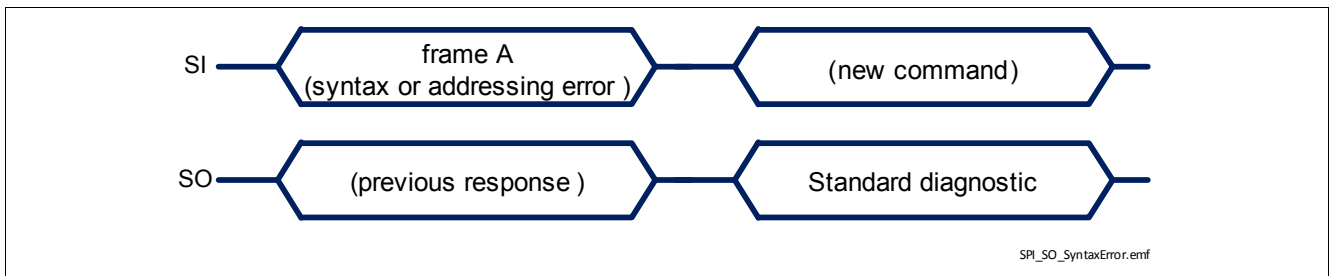 SI
frame A
(syntax or addressing error )
(new command)
SO
(previous response )
Standard diagnostic
SPI_SO_SyntaxError.emf